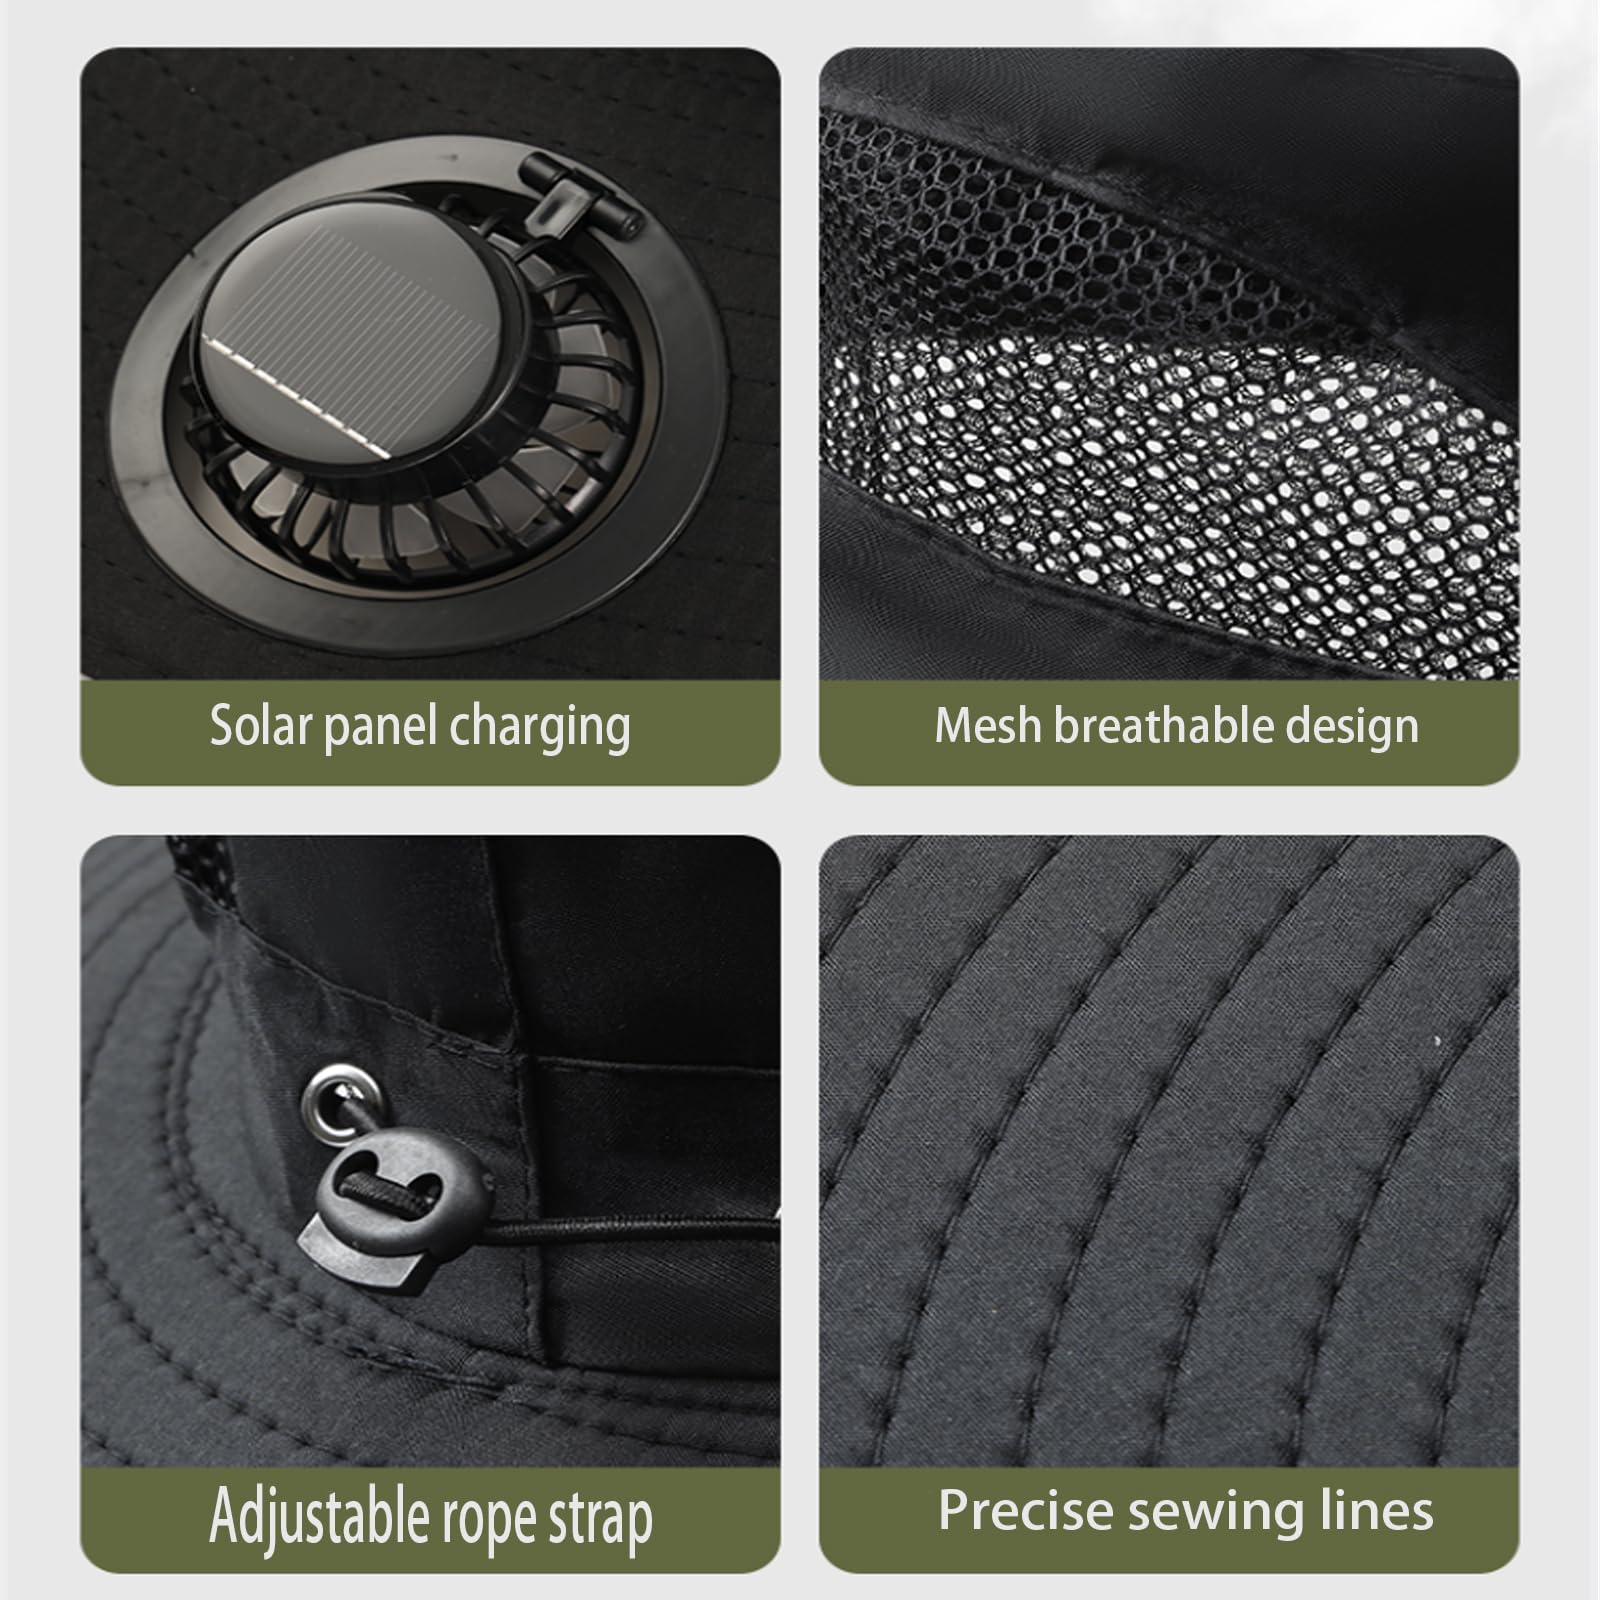 Solar panel charging
Mesh breathable design
Adjustable rope strap
Precise sewing lines